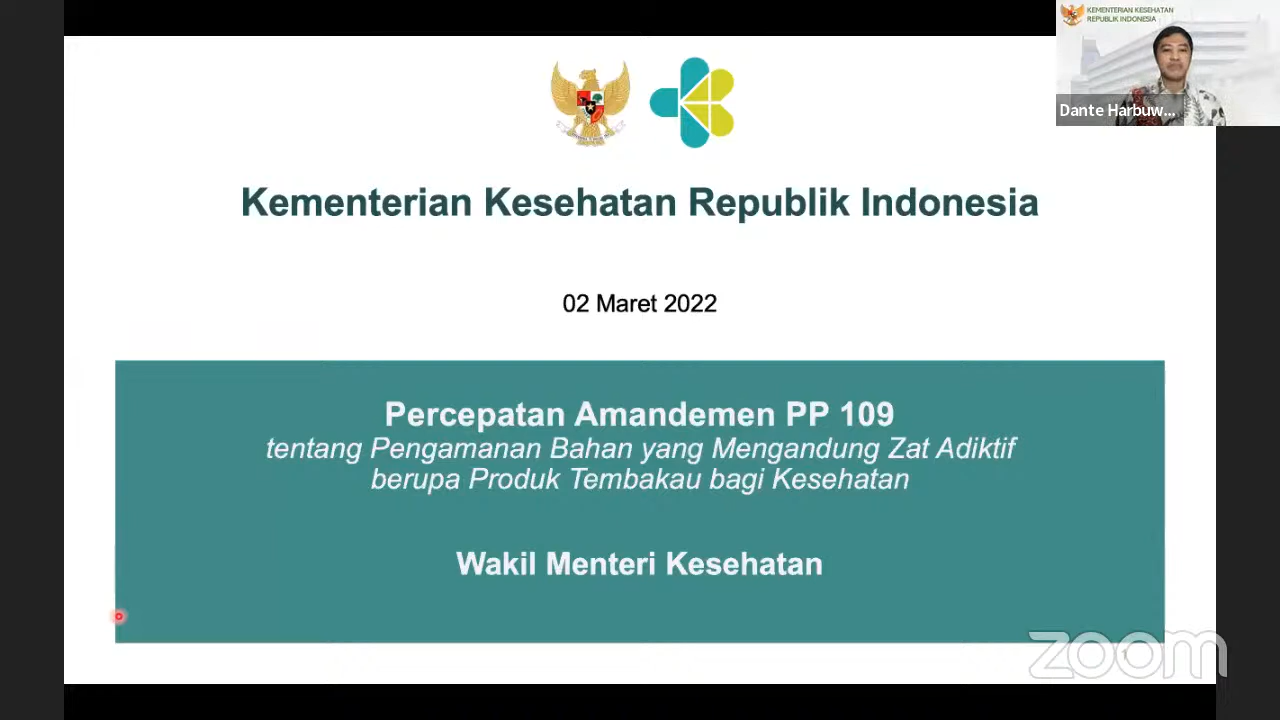 KEMENTERIAN KESEHATAN
REPUBLIK INDONESIA
Dante Harbuw...
Kementerian Kesehatan Republik Indonesia
02 Maret 2022
Percepatan Amandemen PP 109
tentang Pengamanan Bahan yang Mengandung Zat Adiktif
berupa Produk Tembakau bagi Kesehatan
Wakil Menteri Kesehatan
1
zoom